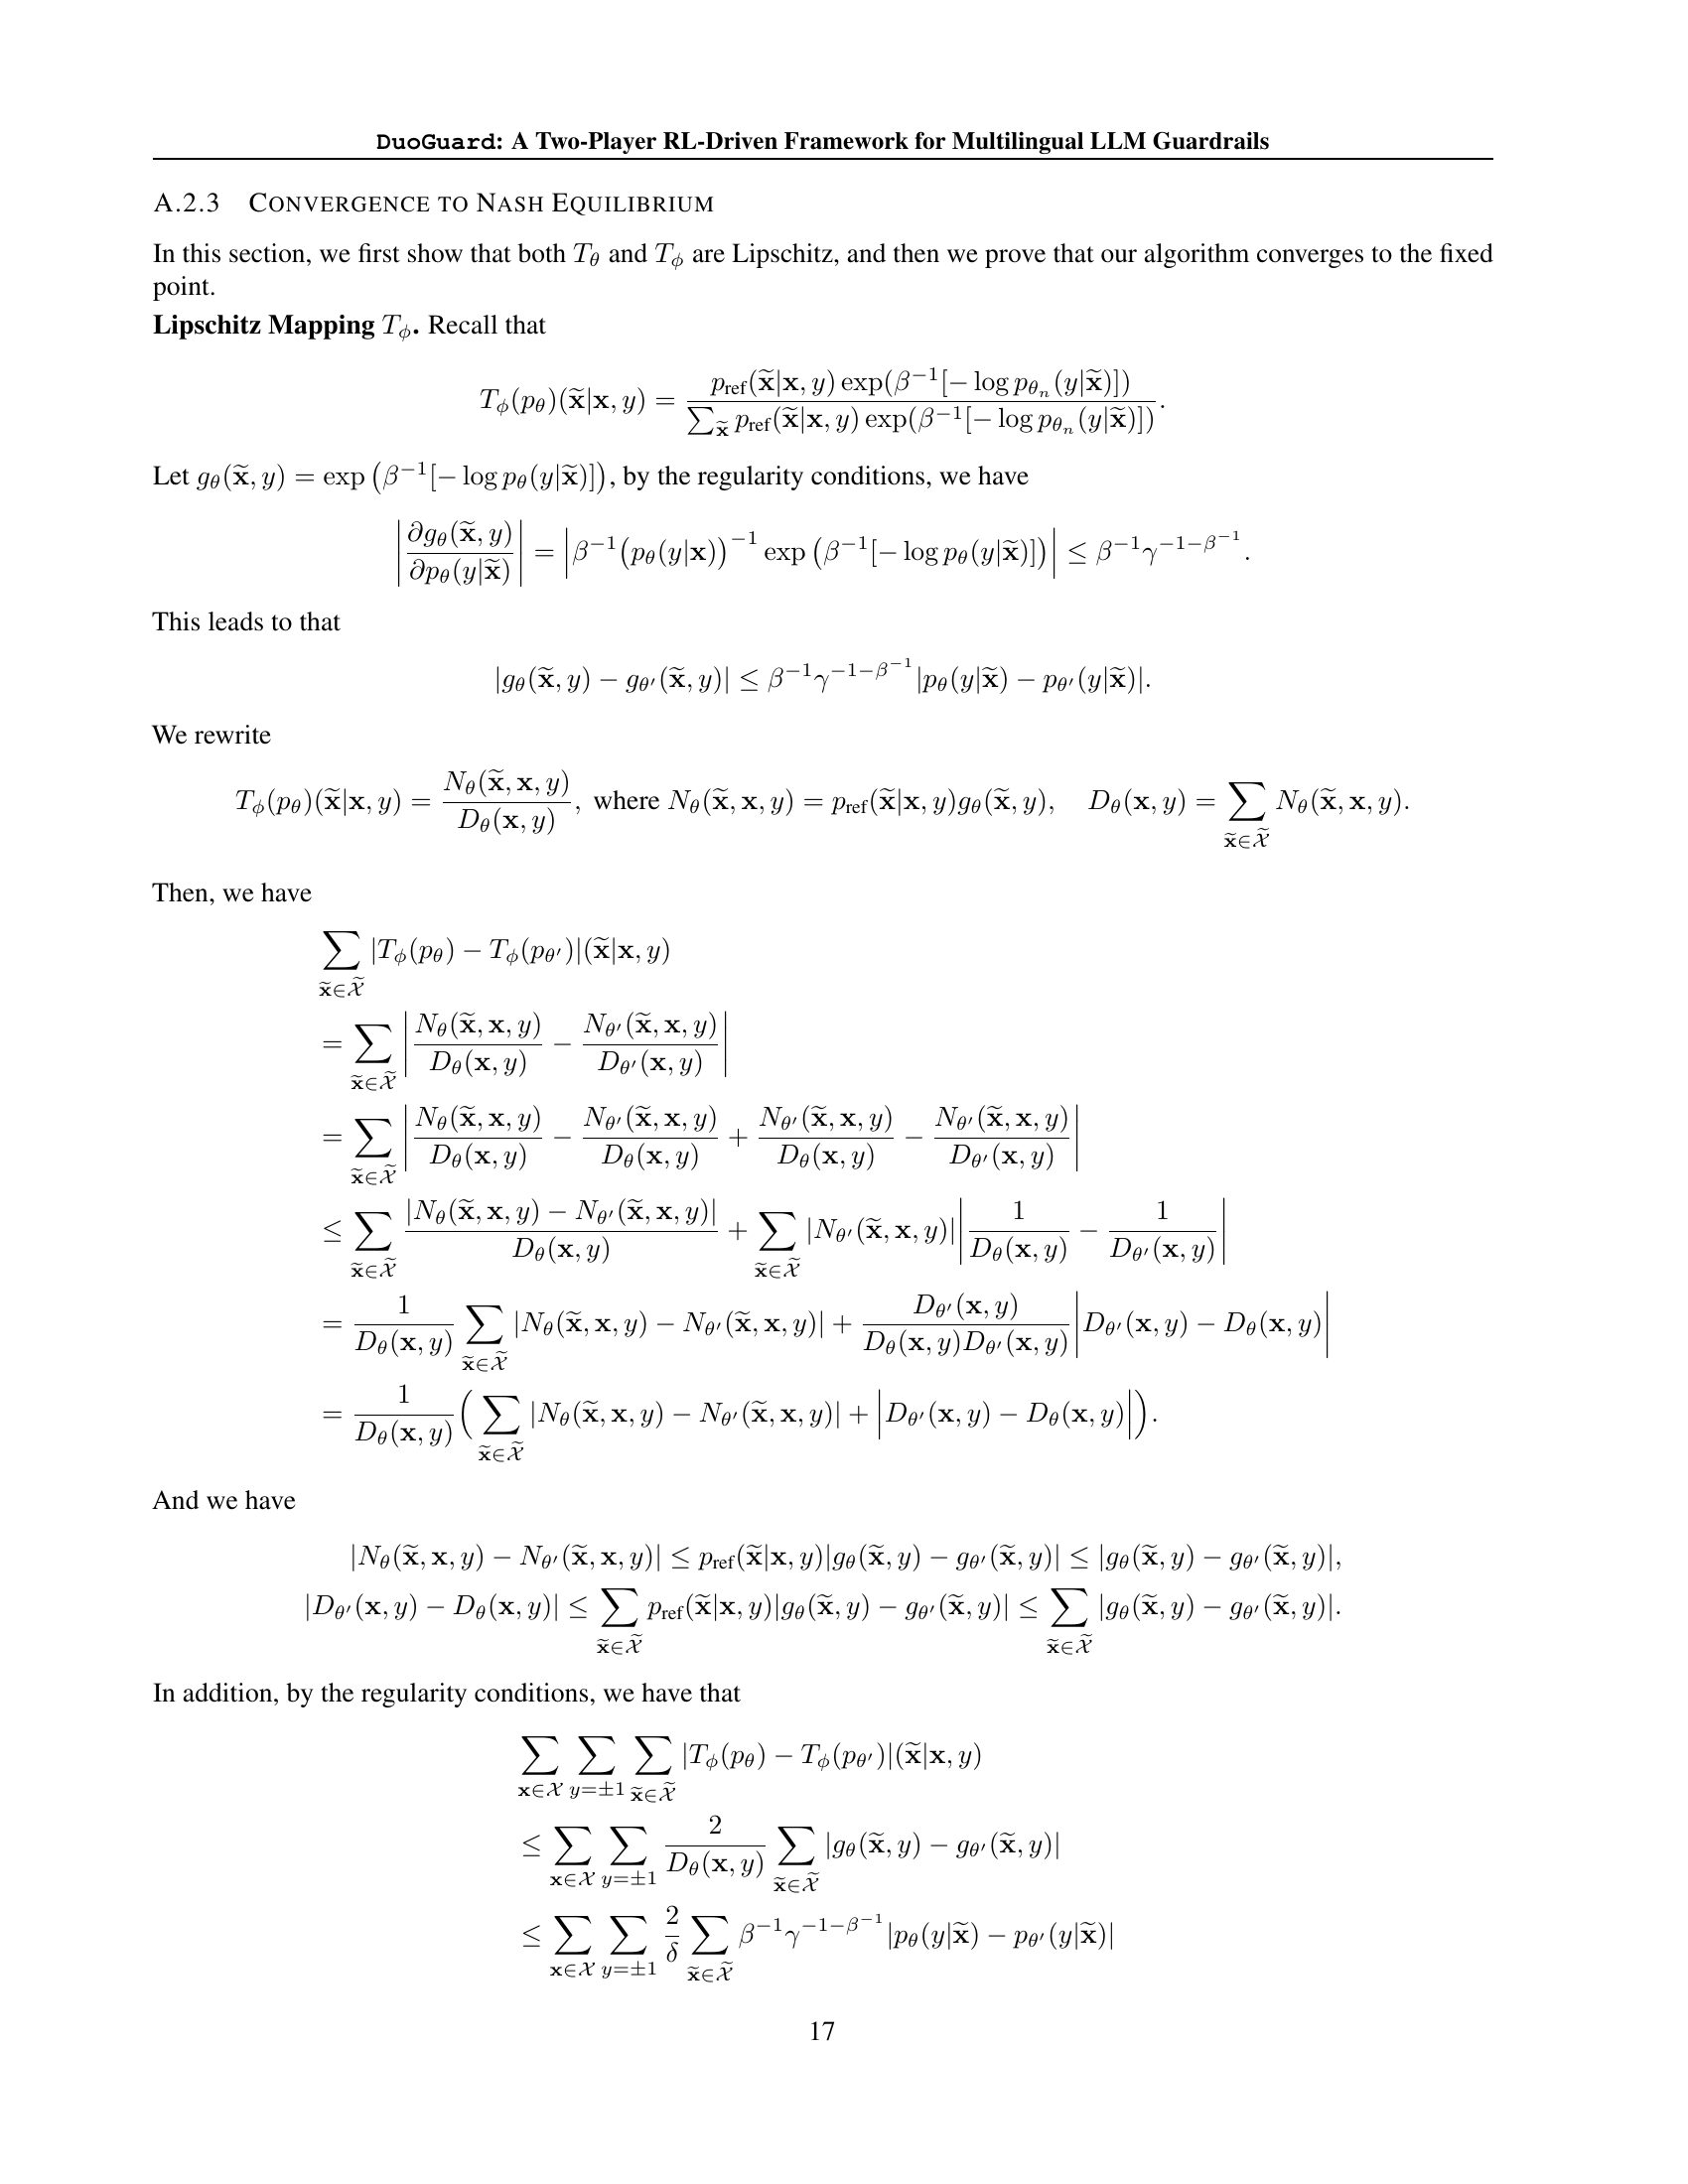 DuoGuard: A Two-Player RL-Driven Framework for Multilingual LLM Guardrails
A.2.3 CONVERGENCE TO NASH EQUILIBRIUM
In this section, we first show that both $T_\theta$ and $T_\phi$ are Lipschitz, and then we prove that our algorithm converges to the fixed
point.
Lipschitz Mapping $T_\phi$. Recall that
$T_\phi(p_\theta)(\widetilde{\mathbf{x}}|\mathbf{x}, y) = \frac{p_{\text{ref}}(\widetilde{\mathbf{x}}|\mathbf{x}, y) \exp(\beta^{-1}[-\log p_{\theta_n}(y|\widetilde{\mathbf{x}})])}{\sum_{\widetilde{\mathbf{x}}} p_{\text{ref}}(\widetilde{\mathbf{x}}|\mathbf{x}, y) \exp(\beta^{-1}[-\log p_{\theta_n}(y|\widetilde{\mathbf{x}})])}.$
Let $g_\theta(\widetilde{\mathbf{x}}, y) = \exp\big(\beta^{-1}[-\log p_\theta(y|\widetilde{\mathbf{x}})]\big)$, by the regularity conditions, we have
$\left|\frac{\partial g_\theta(\widetilde{\mathbf{x}}, y)}{\partial p_\theta(y|\widetilde{\mathbf{x}})}\right| = \Big|\beta^{-1}\big(p_\theta(y|\mathbf{x})\big)^{-1} \exp\big(\beta^{-1}[-\log p_\theta(y|\widetilde{\mathbf{x}})]\big)\Big| \leq \beta^{-1}\gamma^{-1-\beta^{-1}}.$
This leads to that
$|g_\theta(\widetilde{\mathbf{x}}, y) - g_{\theta'}(\widetilde{\mathbf{x}}, y)| \leq \beta^{-1}\gamma^{-1-\beta^{-1}}|p_\theta(y|\widetilde{\mathbf{x}}) - p_{\theta'}(y|\widetilde{\mathbf{x}})|.$
We rewrite
$T_\phi(p_\theta)(\widetilde{\mathbf{x}}|\mathbf{x}, y) = \frac{N_\theta(\widetilde{\mathbf{x}}, \mathbf{x}, y)}{D_\theta(\mathbf{x}, y)}, \text{ where } N_\theta(\widetilde{\mathbf{x}}, \mathbf{x}, y) = p_{\text{ref}}(\widetilde{\mathbf{x}}|\mathbf{x}, y)g_\theta(\widetilde{\mathbf{x}}, y), \quad D_\theta(\mathbf{x}, y) = \sum_{\widetilde{\mathbf{x}} \in \widetilde{\mathcal{X}}} N_\theta(\widetilde{\mathbf{x}}, \mathbf{x}, y).$
Then, we have
$\sum_{\widetilde{\mathbf{x}} \in \widetilde{\mathcal{X}}} |T_\phi(p_\theta) - T_\phi(p_{\theta'})|(\widetilde{\mathbf{x}}|\mathbf{x}, y)$
$= \sum_{\widetilde{\mathbf{x}} \in \widetilde{\mathcal{X}}} \left|\frac{N_\theta(\widetilde{\mathbf{x}}, \mathbf{x}, y)}{D_\theta(\mathbf{x}, y)} - \frac{N_{\theta'}(\widetilde{\mathbf{x}}, \mathbf{x}, y)}{D_{\theta'}(\mathbf{x}, y)}\right|$
$= \sum_{\widetilde{\mathbf{x}} \in \widetilde{\mathcal{X}}} \left|\frac{N_\theta(\widetilde{\mathbf{x}}, \mathbf{x}, y)}{D_\theta(\mathbf{x}, y)} - \frac{N_{\theta'}(\widetilde{\mathbf{x}}, \mathbf{x}, y)}{D_\theta(\mathbf{x}, y)} + \frac{N_{\theta'}(\widetilde{\mathbf{x}}, \mathbf{x}, y)}{D_\theta(\mathbf{x}, y)} - \frac{N_{\theta'}(\widetilde{\mathbf{x}}, \mathbf{x}, y)}{D_{\theta'}(\mathbf{x}, y)}\right|$
$\leq \sum_{\widetilde{\mathbf{x}} \in \widetilde{\mathcal{X}}} \frac{|N_\theta(\widetilde{\mathbf{x}}, \mathbf{x}, y) - N_{\theta'}(\widetilde{\mathbf{x}}, \mathbf{x}, y)|}{D_\theta(\mathbf{x}, y)} + \sum_{\widetilde{\mathbf{x}} \in \widetilde{\mathcal{X}}} |N_{\theta'}(\widetilde{\mathbf{x}}, \mathbf{x}, y)|\left|\frac{1}{D_\theta(\mathbf{x}, y)} - \frac{1}{D_{\theta'}(\mathbf{x}, y)}\right|$
$= \frac{1}{D_\theta(\mathbf{x}, y)} \sum_{\widetilde{\mathbf{x}} \in \widetilde{\mathcal{X}}} |N_\theta(\widetilde{\mathbf{x}}, \mathbf{x}, y) - N_{\theta'}(\widetilde{\mathbf{x}}, \mathbf{x}, y)| + \frac{D_{\theta'}(\mathbf{x}, y)}{D_\theta(\mathbf{x}, y)D_{\theta'}(\mathbf{x}, y)}\Big|D_{\theta'}(\mathbf{x}, y) - D_\theta(\mathbf{x}, y)\Big|$
$= \frac{1}{D_\theta(\mathbf{x}, y)}\Big(\sum_{\widetilde{\mathbf{x}} \in \widetilde{\mathcal{X}}} |N_\theta(\widetilde{\mathbf{x}}, \mathbf{x}, y) - N_{\theta'}(\widetilde{\mathbf{x}}, \mathbf{x}, y)| + \Big|D_{\theta'}(\mathbf{x}, y) - D_\theta(\mathbf{x}, y)\Big|\Big).$
And we have
$|N_\theta(\widetilde{\mathbf{x}}, \mathbf{x}, y) - N_{\theta'}(\widetilde{\mathbf{x}}, \mathbf{x}, y)| \leq p_{\text{ref}}(\widetilde{\mathbf{x}}|\mathbf{x}, y)|g_\theta(\widetilde{\mathbf{x}}, y) - g_{\theta'}(\widetilde{\mathbf{x}}, y)| \leq |g_\theta(\widetilde{\mathbf{x}}, y) - g_{\theta'}(\widetilde{\mathbf{x}}, y)|,$
$|D_{\theta'}(\mathbf{x}, y) - D_\theta(\mathbf{x}, y)| \leq \sum_{\widetilde{\mathbf{x}} \in \widetilde{\mathcal{X}}} p_{\text{ref}}(\widetilde{\mathbf{x}}|\mathbf{x}, y)|g_\theta(\widetilde{\mathbf{x}}, y) - g_{\theta'}(\widetilde{\mathbf{x}}, y)| \leq \sum_{\widetilde{\mathbf{x}} \in \widetilde{\mathcal{X}}} |g_\theta(\widetilde{\mathbf{x}}, y) - g_{\theta'}(\widetilde{\mathbf{x}}, y)|.$
In addition, by the regularity conditions, we have that
$\sum_{\mathbf{x} \in \mathcal{X}} \sum_{y=\pm 1} \sum_{\widetilde{\mathbf{x}} \in \widetilde{\mathcal{X}}} |T_\phi(p_\theta) - T_\phi(p_{\theta'})|(\widetilde{\mathbf{x}}|\mathbf{x}, y)$
$\leq \sum_{\mathbf{x} \in \mathcal{X}} \sum_{y=\pm 1} \frac{2}{D_\theta(\mathbf{x}, y)} \sum_{\widetilde{\mathbf{x}} \in \widetilde{\mathcal{X}}} |g_\theta(\widetilde{\mathbf{x}}, y) - g_{\theta'}(\widetilde{\mathbf{x}}, y)|$
$\leq \sum_{\mathbf{x} \in \mathcal{X}} \sum_{y=\pm 1} \frac{2}{\delta} \sum_{\widetilde{\mathbf{x}} \in \widetilde{\mathcal{X}}} \beta^{-1}\gamma^{-1-\beta^{-1}}|p_\theta(y|\widetilde{\mathbf{x}}) - p_{\theta'}(y|\widetilde{\mathbf{x}})|$
17